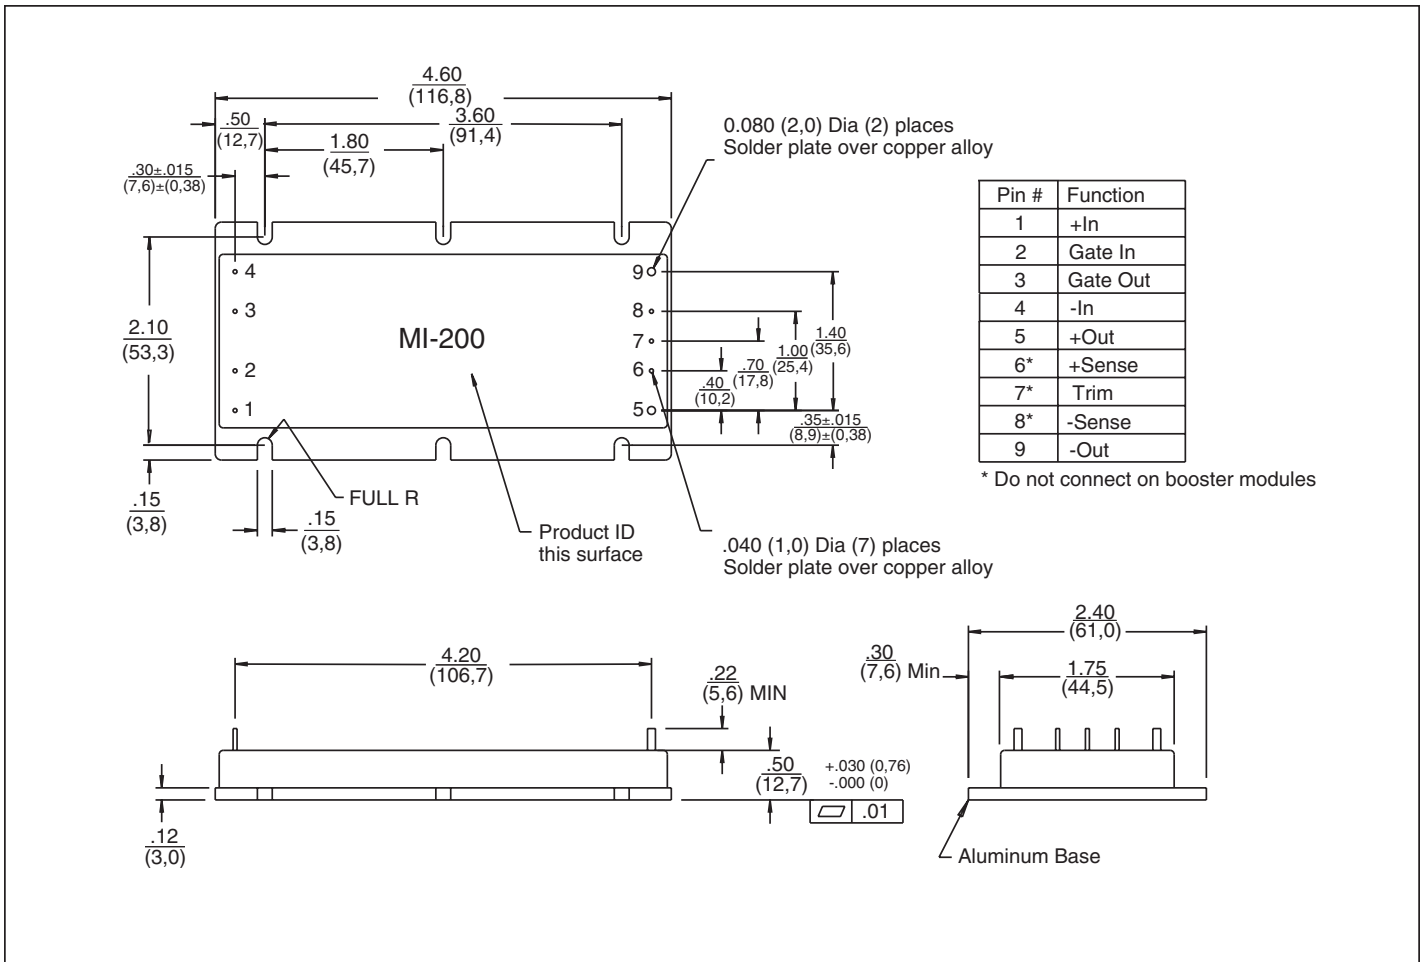 4.60
(116,8)
.50
(12,7)
3.60
(91,4)
1.80
(45,7)
.30±.015
(7,6)±(0,38)
0.080 (2,0) Dia (2) places
Solder plate over copper alloy
4
3
2
1
MI-200
9
8
7
6
5
2.10
(53,3)
1.40
(35,6)
1.00
(25,4)
.70
(17,8)
.40
(10,2)
.35±.015
(8,9)±(0,38)
.15
(3,8)
.15
(3,8)
FULL R
Product ID
this surface
.040 (1,0) Dia (7) places
Solder plate over copper alloy
Pin # Function
1 +In
2 Gate In
3 Gate Out
4 -In
5 +Out
6* +Sense
7* Trim
8* -Sense
9 -Out
* Do not connect on booster modules
4.20
(106,7)
.22
(5,6) MIN
.50
(12,7)
+.030 (0,76)
-.000 (0)
.01
.12
(3,0)
2.40
(61,0)
.30
(7,6) Min
1.75
(44,5)
Aluminum Base